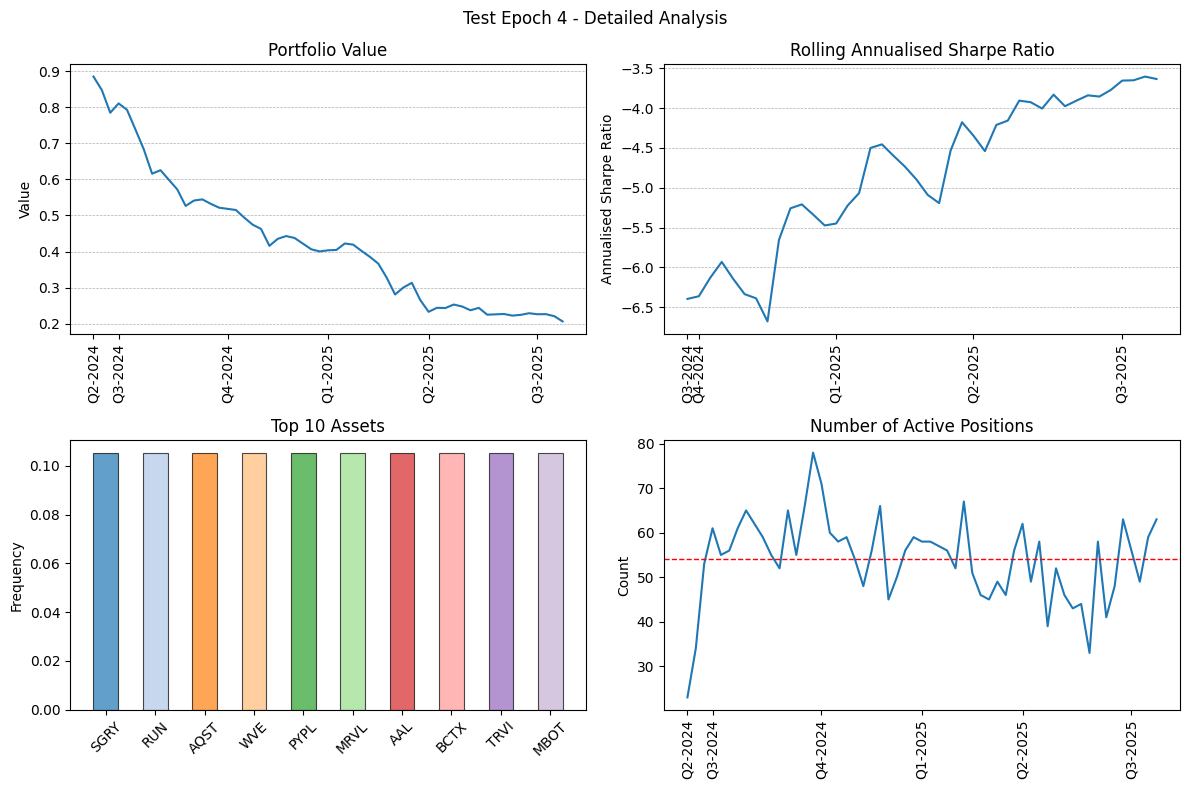 Test Epoch 4 - Detailed Analysis
Portfolio Value
Value
0.9
0.8
0.7
0.6
0.5
0.4
0.3
0.2
Q2-2024
Q3-2024
Q4-2024
Q1-2025
Q2-2025
Q3-2025
Rolling Annualised Sharpe Ratio
Annualised Sharpe Ratio
−3.5
−4.0
−4.5
−5.0
−5.5
−6.0
−6.5
Q3-2024
Q4-2024
Q1-2025
Q2-2025
Q3-2025
Top 10 Assets
Frequency
0.10
0.08
0.06
0.04
0.02
0.00
SGRY
RUN
AQST
WVE
PYPL
MRVL
AAL
BCTX
TRVI
MBOT
Number of Active Positions
Count
80
70
60
50
40
30
Q2-2024
Q3-2024
Q4-2024
Q1-2025
Q2-2025
Q3-2025